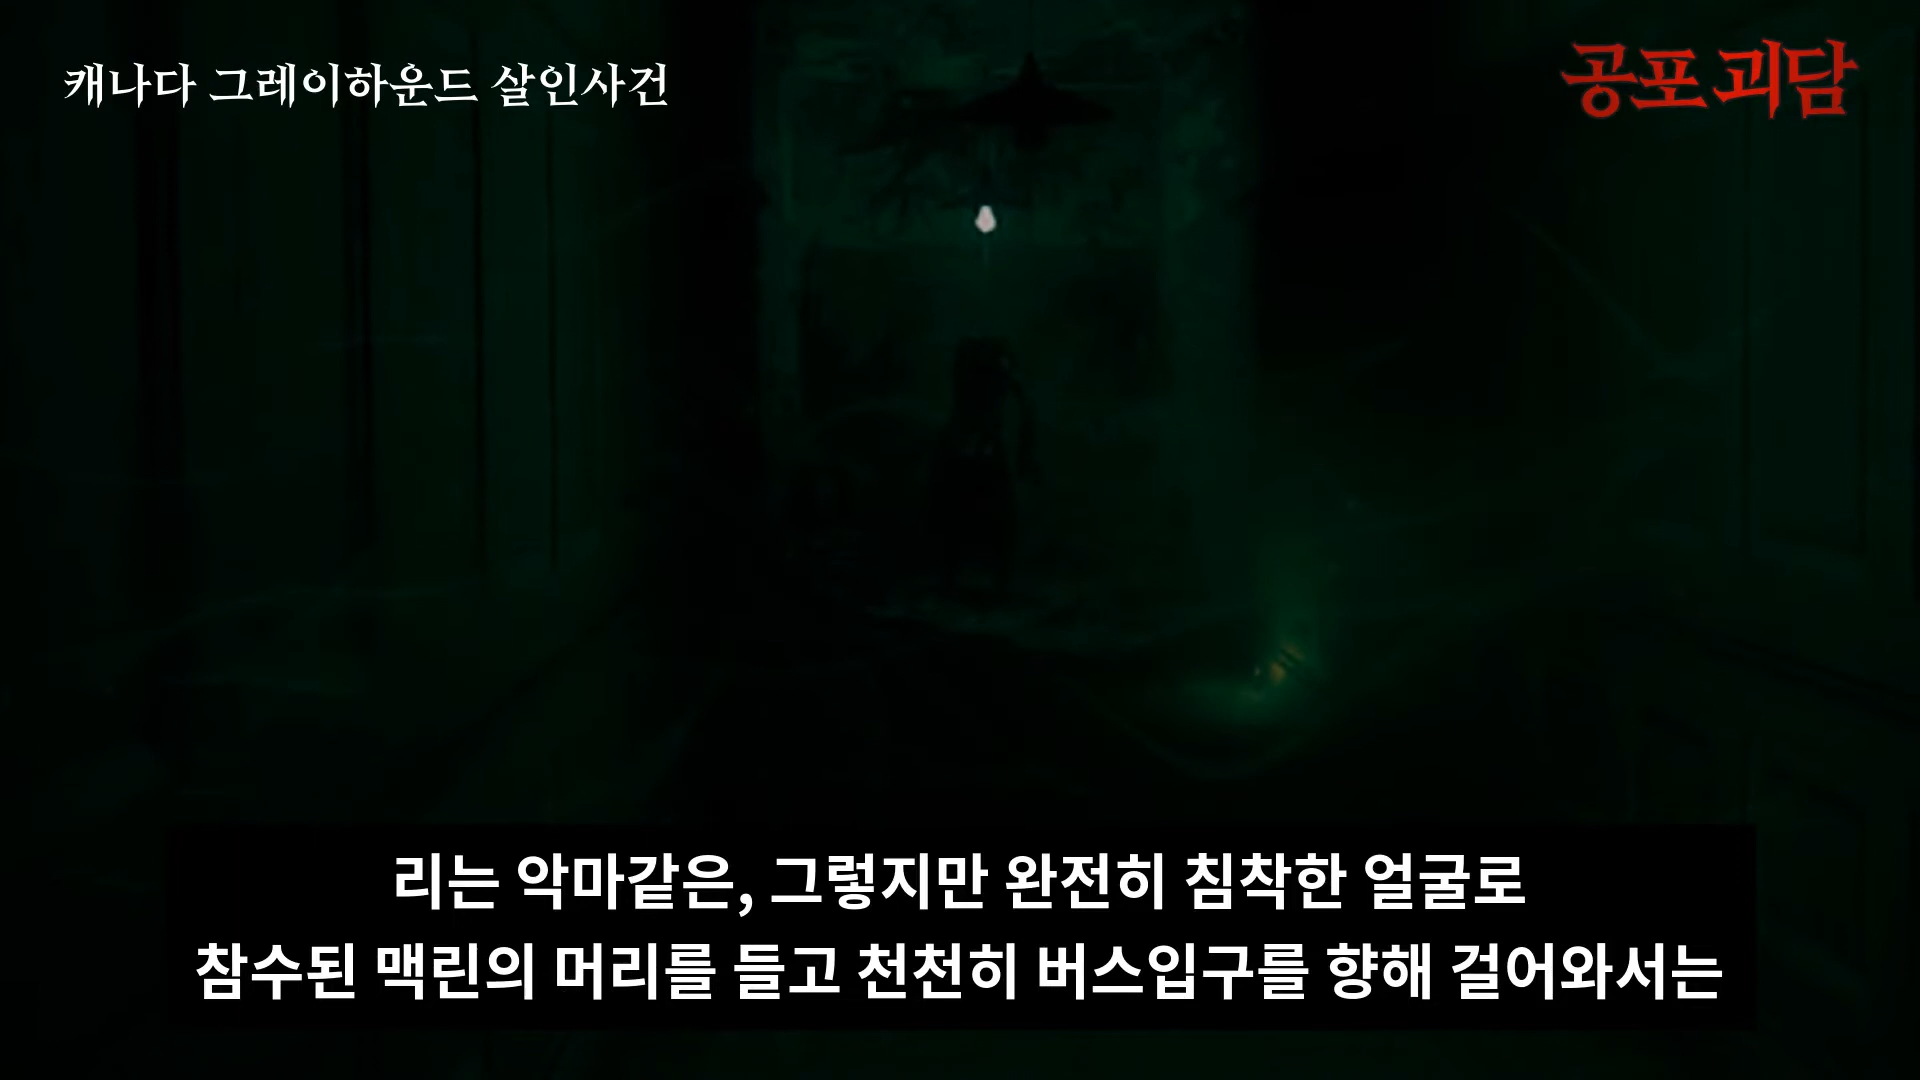 캐나다 그레이하운드 살인사건
공포괴담
리는 악마같은, 그렇지만 완전히 침착한 얼굴로
참수된 맥린의 머리를 들고 천천히 버스입구를 향해 걸어와서는